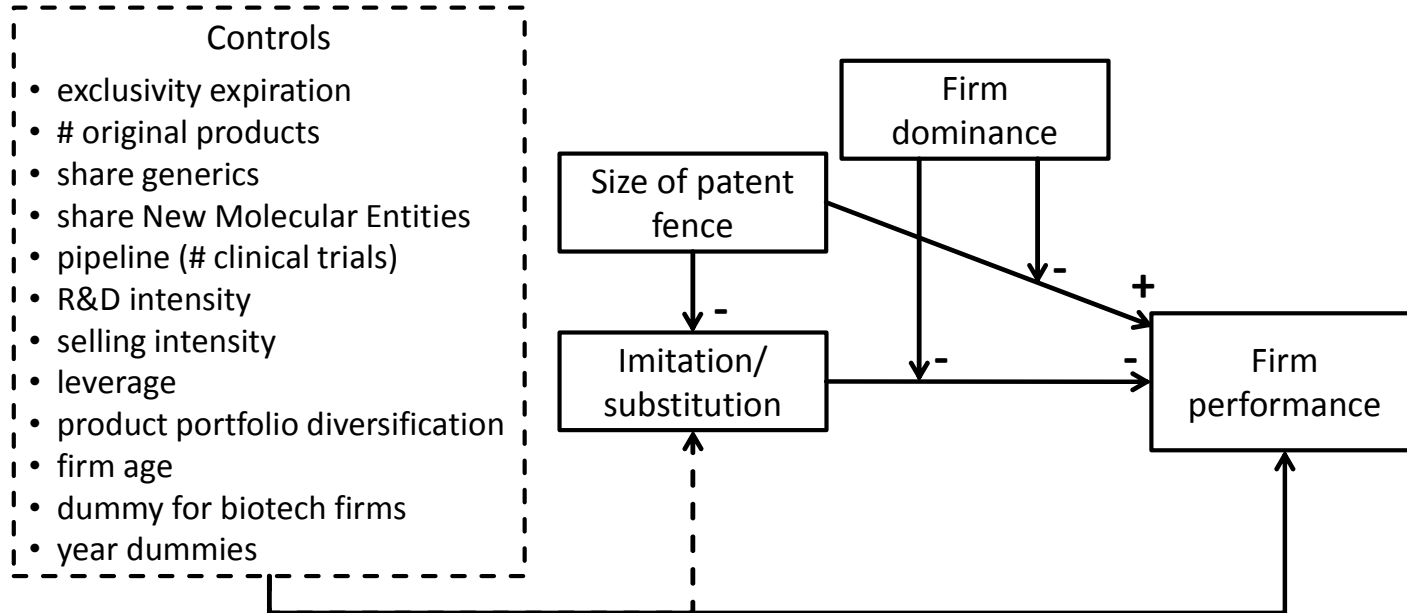 Controls
• exclusivity expiration
• # original products
• share generics
• share New Molecular Entities
• pipeline (# clinical trials)
• R&D intensity
• selling intensity
• leverage
• product portfolio diversification
• firm age
• dummy for biotech firms
• year dummies
Firm
dominance
Size of patent
fence
-
-
+
Imitation/
substitution
-
-
Firm
performance